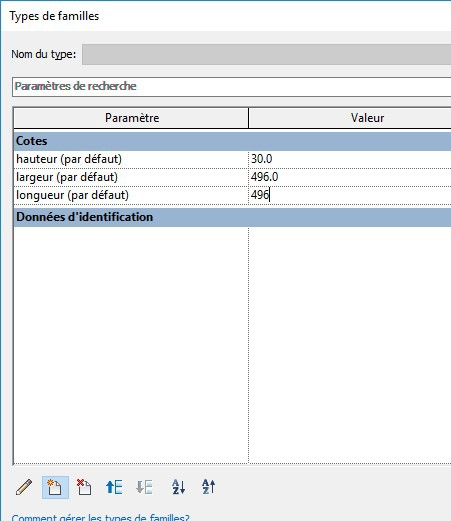 Types de familles
Nom du type:
Paramètres de recherche
Paramètre Valeur
Cotes
hauteur (par défaut) 30.0
largeur (par défaut) 496.0
longueur (par défaut) 496
Données d'identification
Comment gérer les types de familles?